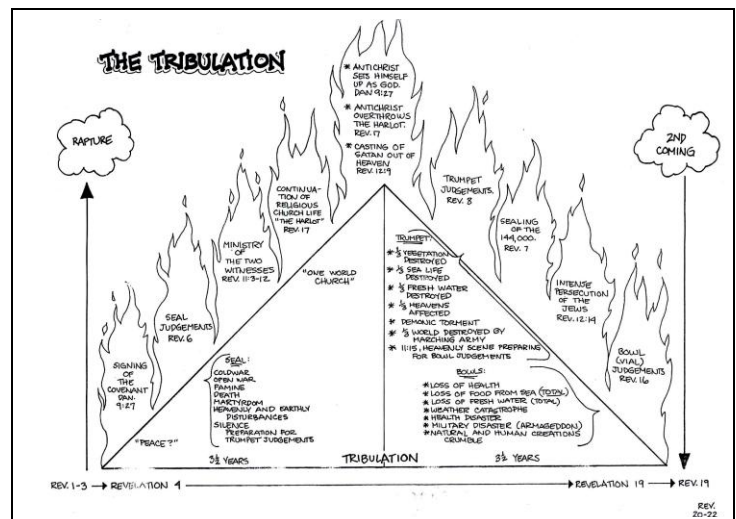 THE TRIBULATION
RAPTURE
2ND
COMING
* ANTICHRIST
SETS HIMSELF
UP AS GOD.
DAN 9:27
* ANTICHRIST
OVERTHROWS
THE HARLOT.
REV. 17
* CASTING OF
SATAN OUT OF
HEAVEN
REV. 12:9
SIGNING
OF
THE
COVENANT
DAN.
9:27
SEAL
JUDGEMENTS
REV. 6
MINISTRY
OF
THE TWO
WITNESSES
REV. 11:3-12
CONTINUA-
TION OF
RELIGIOUS
CHURCH LIFE
"THE HARLOT"
REV. 17
TRUMPET
JUDGEMENTS.
REV. 8
SEALING
OF THE
144,000.
REV. 7
INTENSE
PERSECUTION
OF THE
JEWS
REV. 12:14
BOWL
(VIAL)
JUDGEMENTS
REV. 16
"ONE WORLD
CHURCH"
"PEACE?"
SEAL:
COLDWAR
OPEN WAR
FAMINE
DEATH
MARTYRDOM
HEAVENLY AND EARTHLY
DISTURBANCES
SILENCE
PREPARATION FOR
TRUMPET JUDGEMENTS
TRUMPET:
* 1/3 VEGETATION
DESTROYED
* 1/3 SEA LIFE
DESTROYED
* 1/3 FRESH WATER
DESTROYED
* 1/3 HEAVENS
AFFECTED
* DEMONIC TORMENT
* 1/3 WORLD DESTROYED BY
MARCHING ARMY
* 11:15, HEAVENLY SCENE PREPARING
FOR BOWL JUDGEMENTS
BOWLS:
* LOSS OF HEALTH
* LOSS OF FOOD FROM SEA (TOTAL)
* LOSS OF FRESH WATER (TOTAL)
* WEATHER CATASTROPHE
* HEALTH DISASTER
* MILITARY DISASTER (ARMAGEDDON)
* NATURAL AND HUMAN CREATIONS
CRUMBLE
3½ YEARS TRIBULATION 3½ YEARS
REV. 1-3 → REVELATION 4 → REVELATION 19 → REV. 19
REV.
20-22